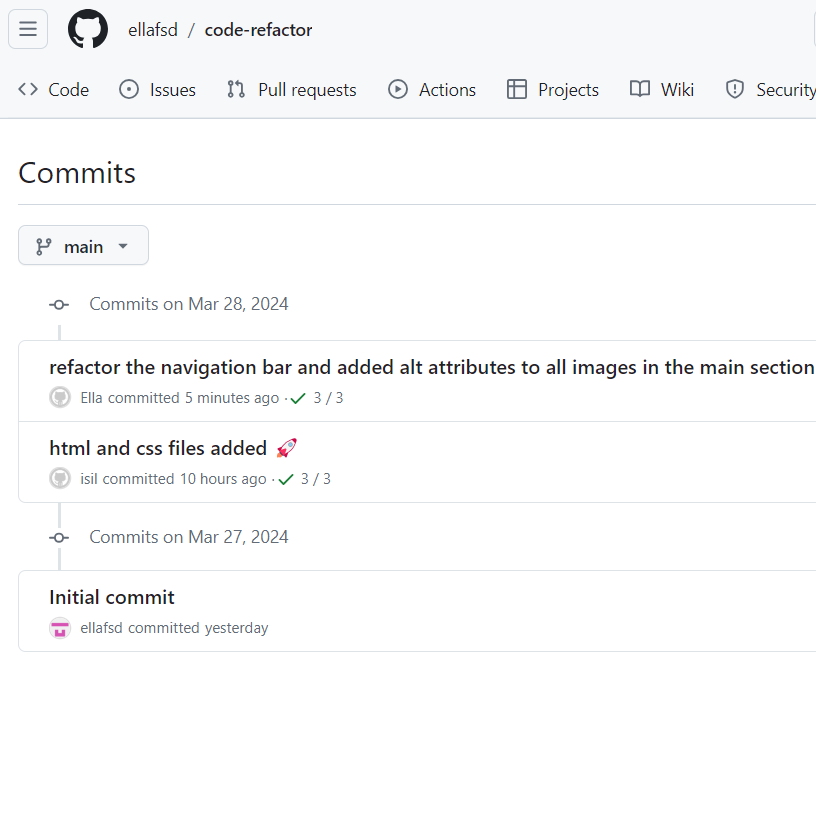 ellafsd / code-refactor
Code Issues Pull requests Actions Projects Wiki Security
Commits
main
Commits on Mar 28, 2024
refactor the navigation bar and added alt attributes to all images in the main section
Ella committed 5 minutes ago · 3 / 3
html and css files added 🚀
isil committed 10 hours ago · 3 / 3
Commits on Mar 27, 2024
Initial commit
ellafsd committed yesterday